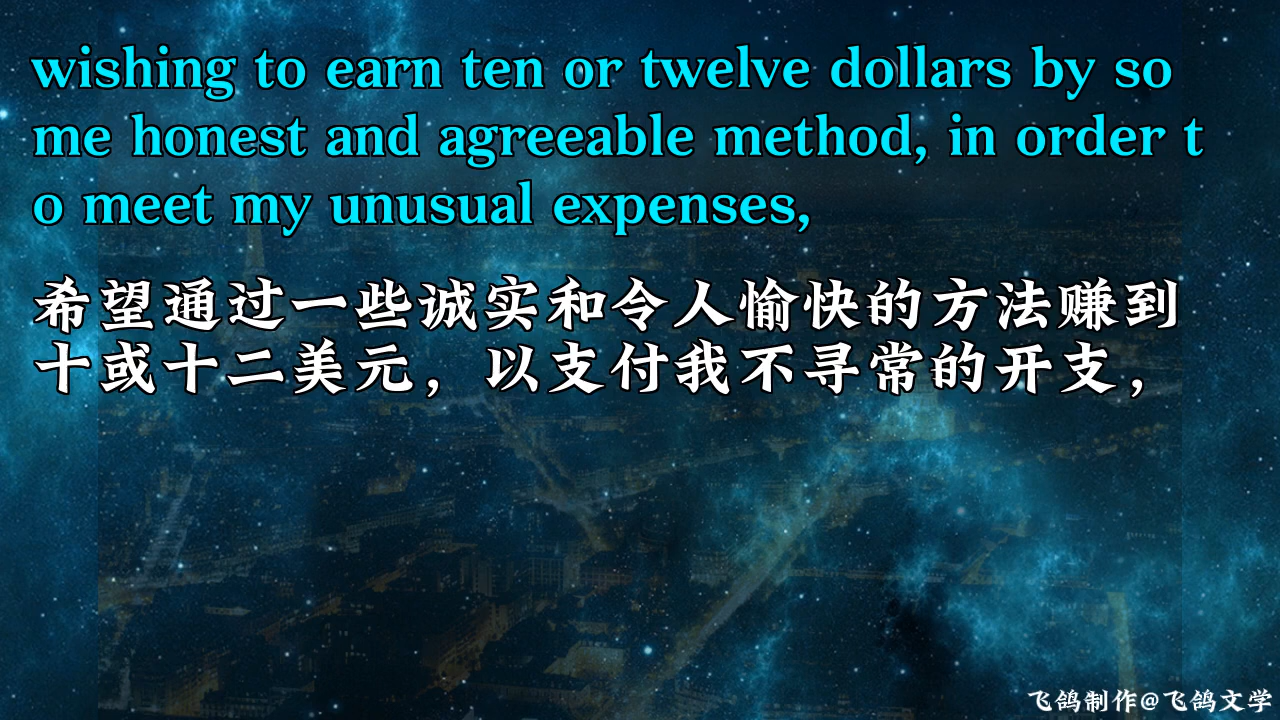 wishing to earn ten or twelve dollars by so
me honest and agreeable method, in order t
o meet my unusual expenses,
希望通过一些诚实和令人愉快的方法赚到
十或十二美元，以支付我不寻常的开支，
飞鸽制作@飞鸽文学